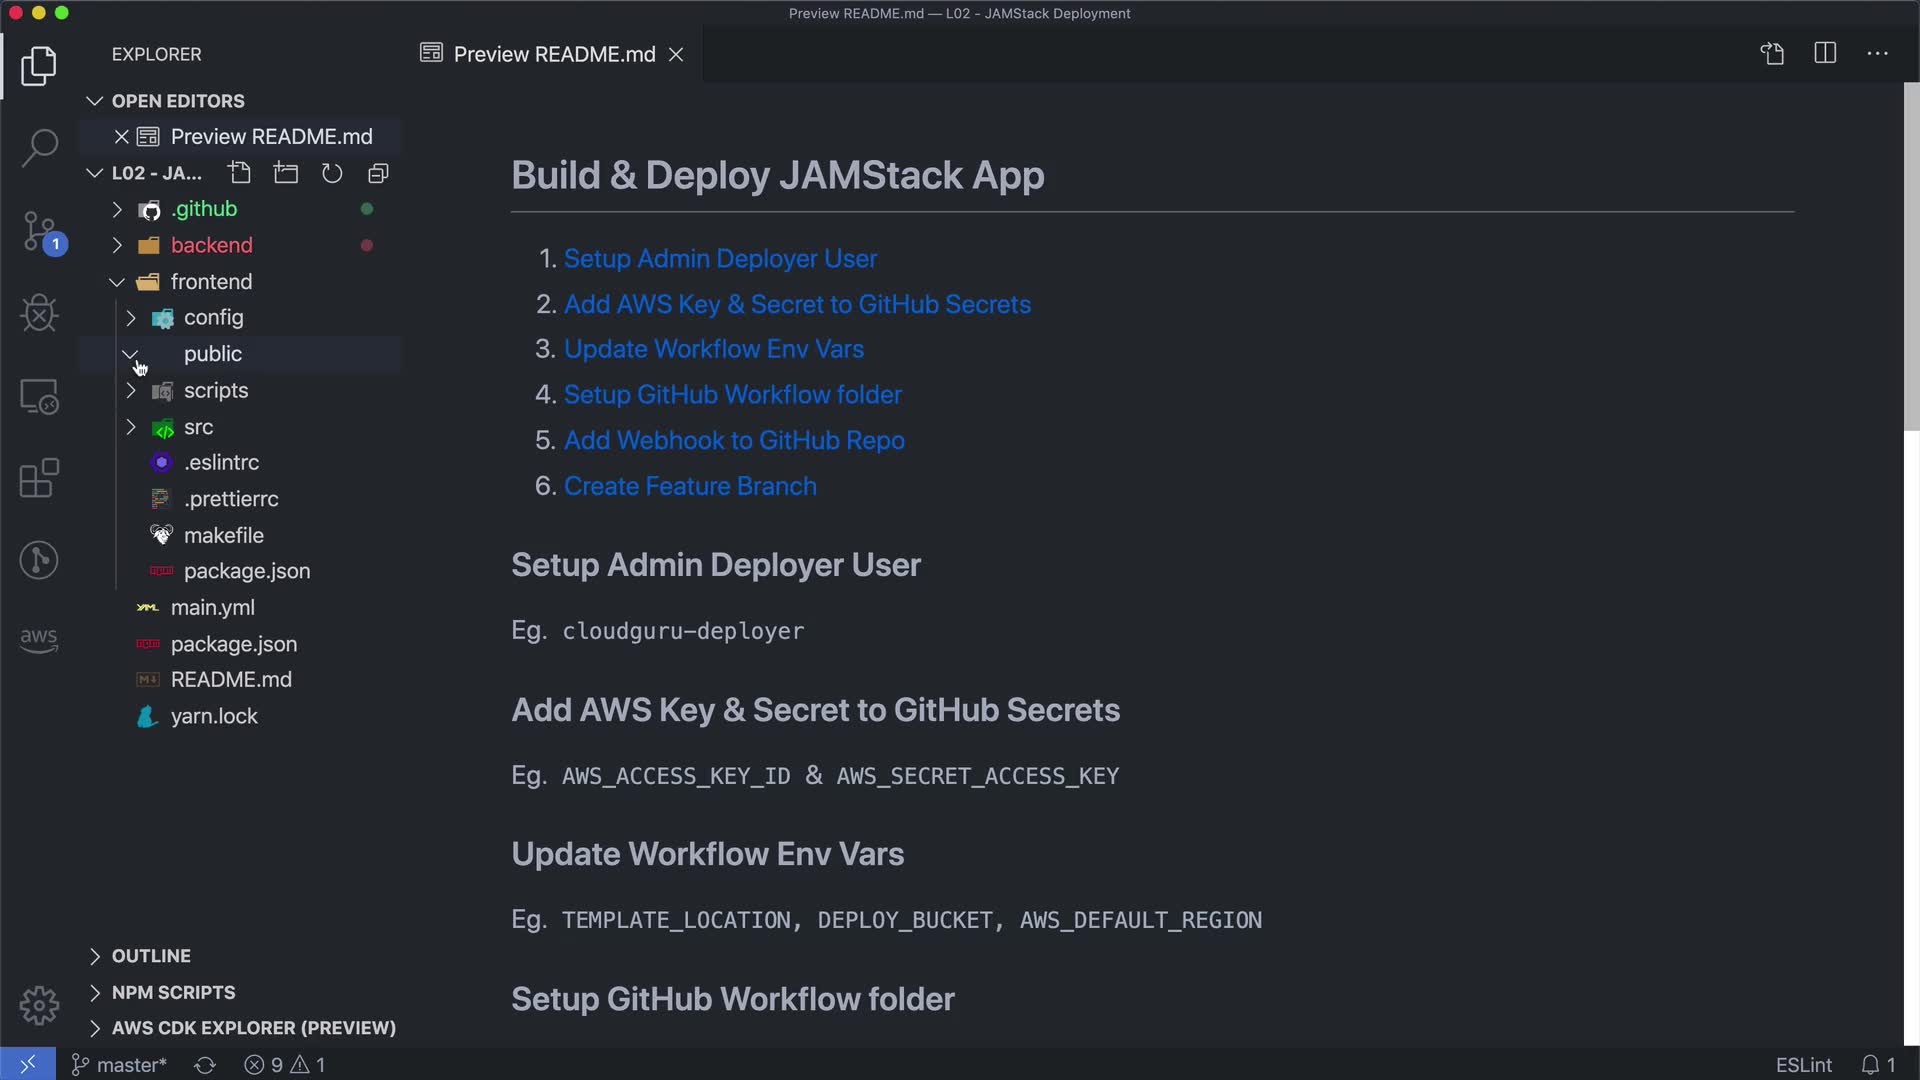 Preview README.md — L02 - JAMStack Deployment
EXPLORER
Preview README.md
OPEN EDITORS
Preview README.md
L02 - JA...
.github
backend
frontend
config
public
scripts
src
.eslintrc
.prettierrc
makefile
package.json
main.yml
package.json
README.md
yarn.lock
OUTLINE
NPM SCRIPTS
AWS CDK EXPLORER (PREVIEW)
1
aws
Build & Deploy JAMStack App
1. Setup Admin Deployer User
2. Add AWS Key & Secret to GitHub Secrets
3. Update Workflow Env Vars
4. Setup GitHub Workflow folder
5. Add Webhook to GitHub Repo
6. Create Feature Branch
Setup Admin Deployer User
Eg. cloudguru-deployer
Add AWS Key & Secret to GitHub Secrets
Eg. AWS_ACCESS_KEY_ID & AWS_SECRET_ACCESS_KEY
Update Workflow Env Vars
Eg. TEMPLATE_LOCATION, DEPLOY_BUCKET, AWS_DEFAULT_REGION
Setup GitHub Workflow folder
master* 9 1 ESLint 1